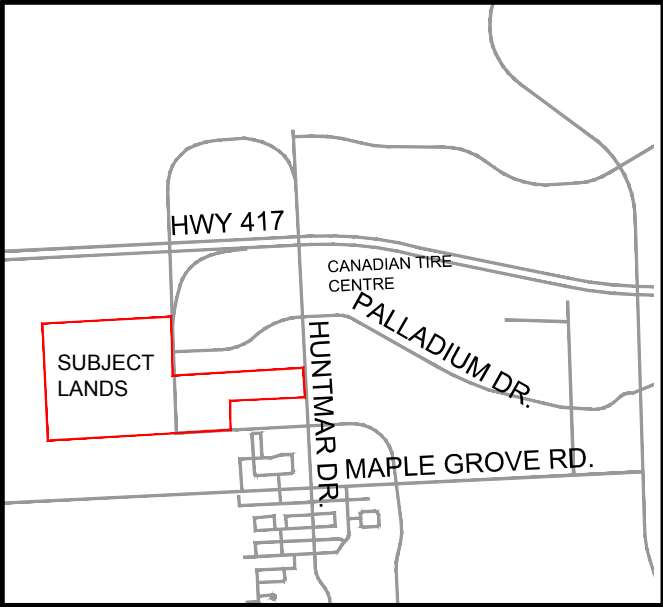 HWY 417
CANADIAN TIRE
CENTRE
PALLADIUM DR.
SUBJECT
LANDS
HUNTMAR DR.
MAPLE GROVE RD.